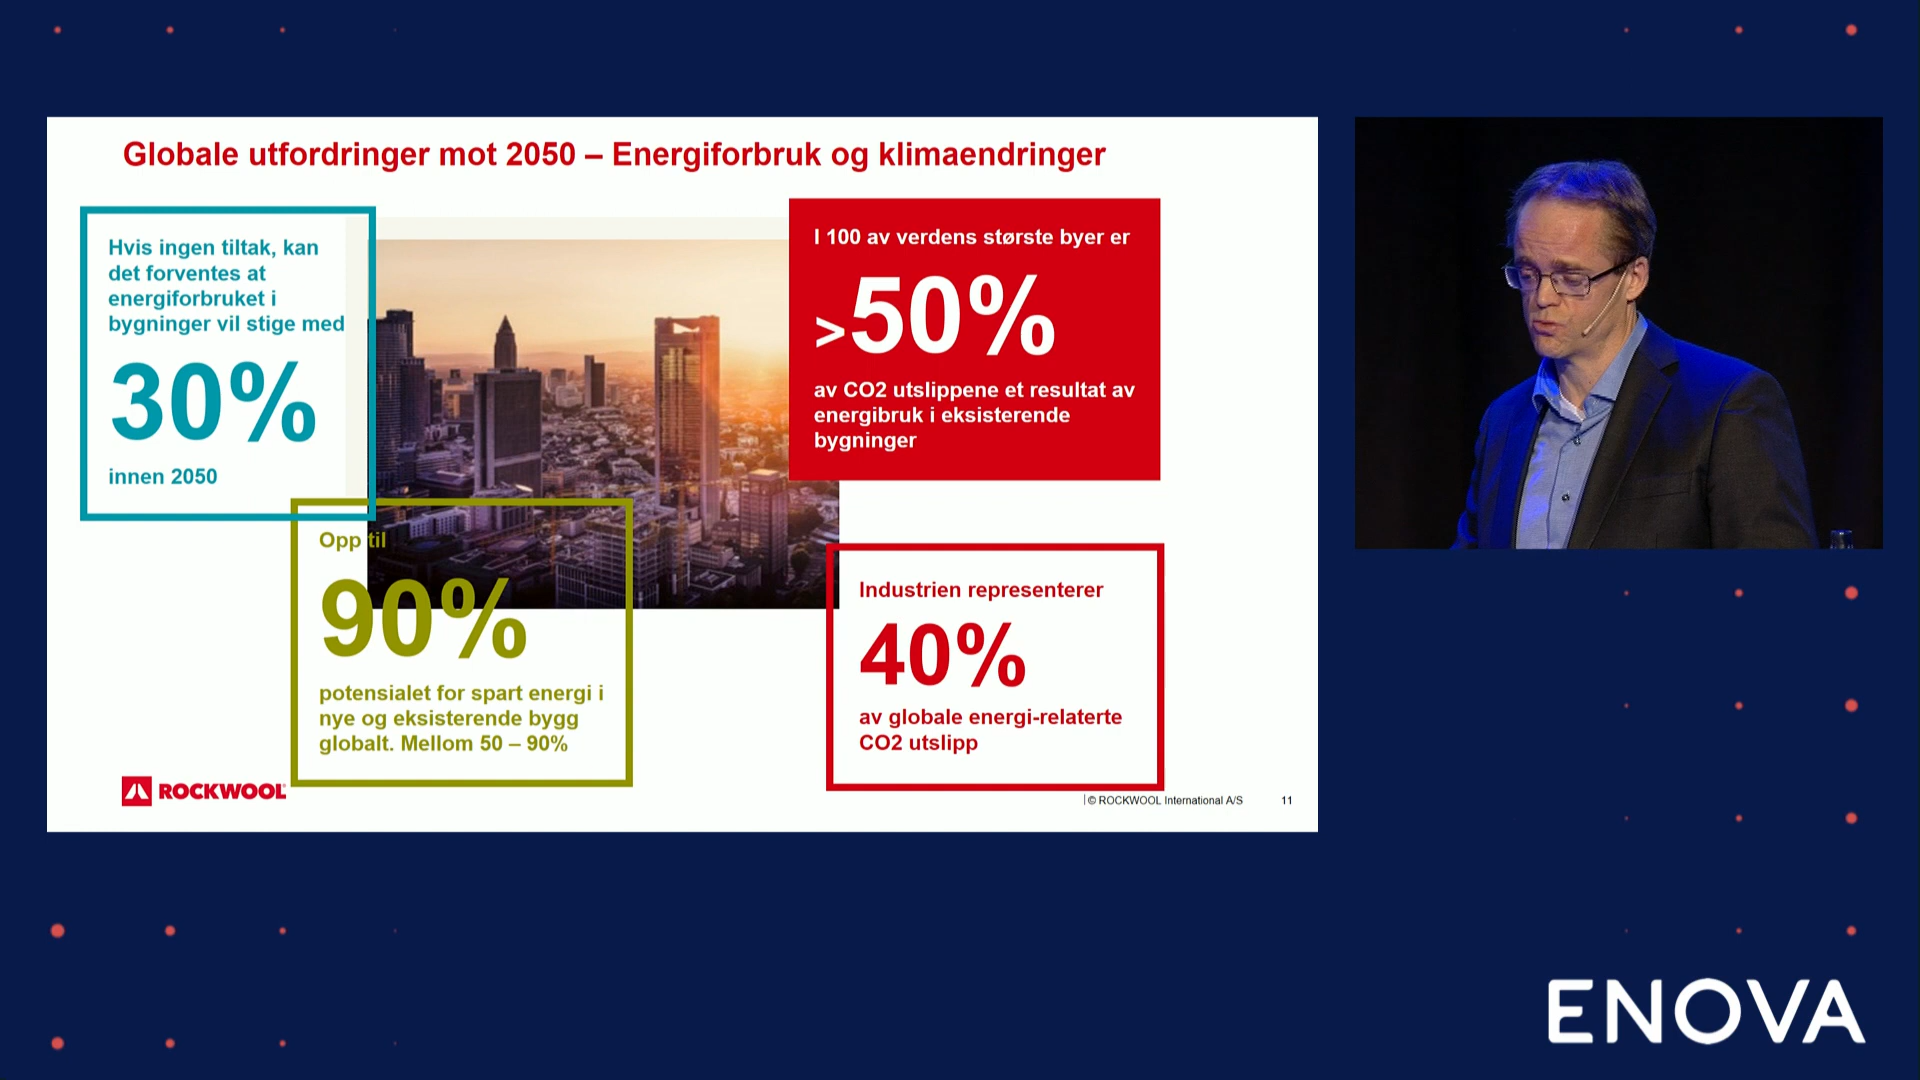 Globale utfordringer mot 2050 – Energiforbruk og klimaendringer
Hvis ingen tiltak, kan
det forventes at
energiforbruket i
bygninger vil stige med
30%
innen 2050
I 100 av verdens største byer er
>50%
av CO2 utslippene et resultat av
energibruk i eksisterende
bygninger
Opp til
90%
potensialet for spart energi i
nye og eksisterende bygg
globalt. Mellom 50 – 90%
Industrien representerer
40%
av globale energi-relaterte
CO2 utslipp
ROCKWOOL®
| © ROCKWOOL International A/S 11
ENOVA